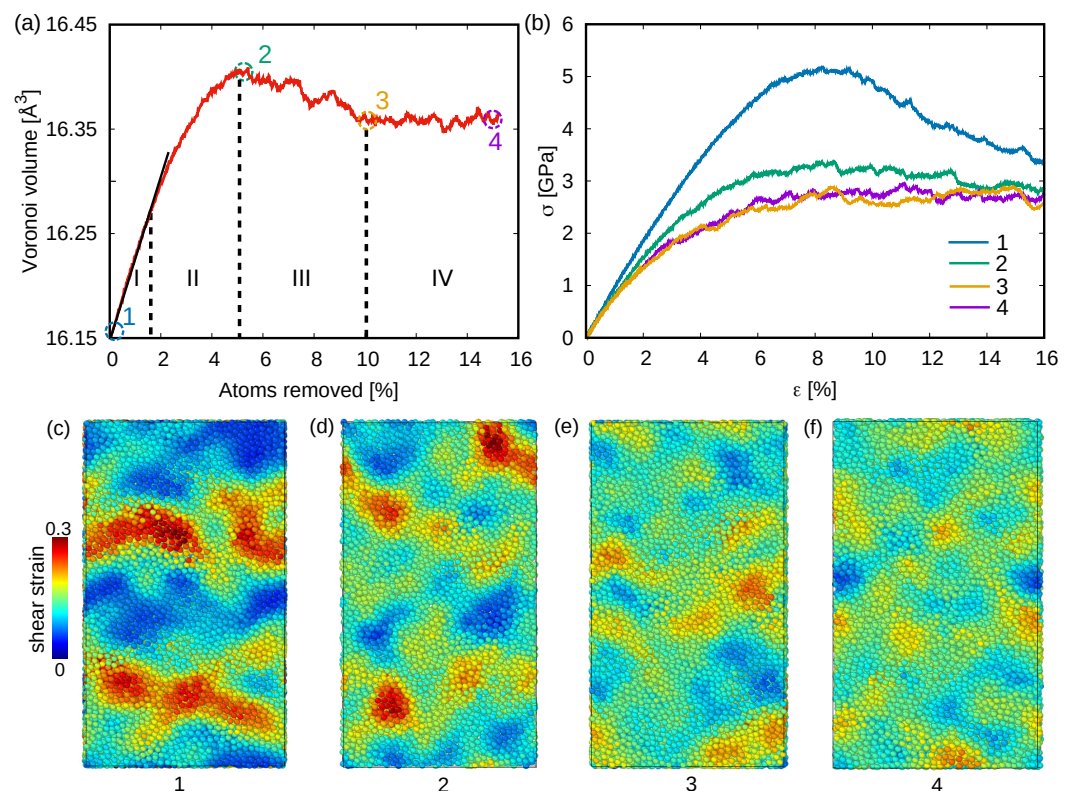 (a)
16.45
16.35
16.25
16.15
Voronoi volume [Å³]
1
2
3
4
I
II
III
IV
0 2 4 6 8 10 12 14 16
Atoms removed [%]
(b)
6
5
4
3
2
1
0
σ [GPa]
1
2
3
4
0 2 4 6 8 10 12 14 16
ε [%]
(c)
(d)
(e)
(f)
0.3
shear strain
0
1
2
3
4